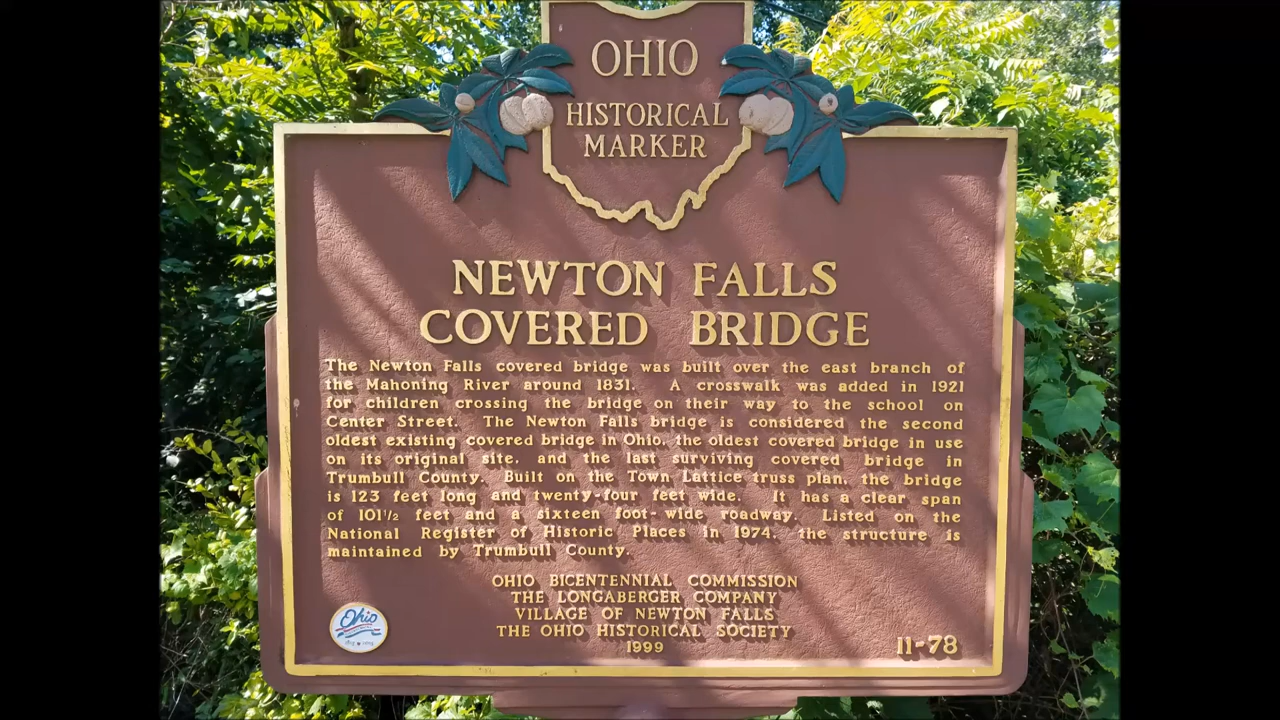 OHIO
HISTORICAL
MARKER
NEWTON FALLS
COVERED BRIDGE
The Newton Falls covered bridge was built over the east branch of
the Mahoning River around 1831. A crosswalk was added in 1921
for children crossing the bridge on their way to the school on
Center Street. The Newton Falls bridge is considered the second
oldest existing covered bridge in Ohio, the oldest covered bridge in use
on its original site, and the last surviving covered bridge in
Trumbull County. Built on the Town Lattice truss plan, the bridge
is 123 feet long and twenty-four feet wide. It has a clear span
of 101 1/2 feet and a sixteen foot-wide roadway. Listed on the
National Register of Historic Places in 1974, the structure is
maintained by Trumbull County.
OHIO BICENTENNIAL COMMISSION
THE LONGABERGER COMPANY
VILLAGE OF NEWTON FALLS
THE OHIO HISTORICAL SOCIETY
1999
11-78
Ohio